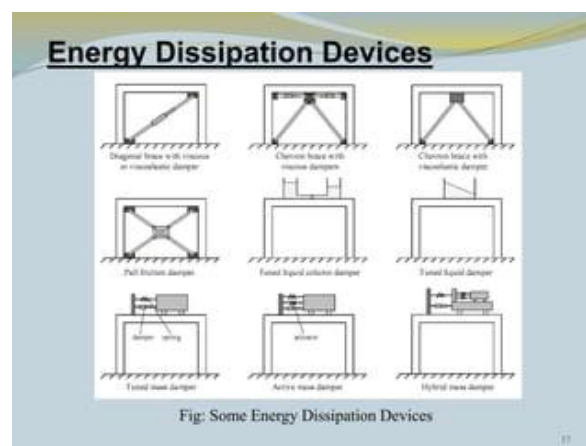 Energy Dissipation Devices
Diagonal brace with viscous
or viscoelastic damper
Chevron brace with
viscous dampers
Chevron brace with
viscoelastic damper
Pall friction damper
Tuned liquid column damper
Tuned liquid damper
damper
spring
Tuned mass damper
actuator
Active mass damper
Hybrid mass damper
Fig: Some Energy Dissipation Devices